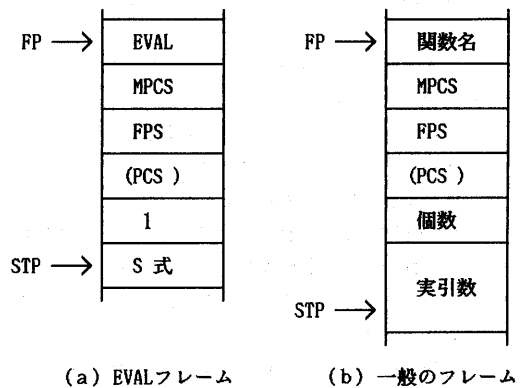 FP → EVAL
MPCS
FPS
(PCS )
1
STP → S 式
(a) EVALフレーム
FP → 関数名
MPCS
FPS
(PCS )
個数
実引数
STP →
(b) 一般のフレーム